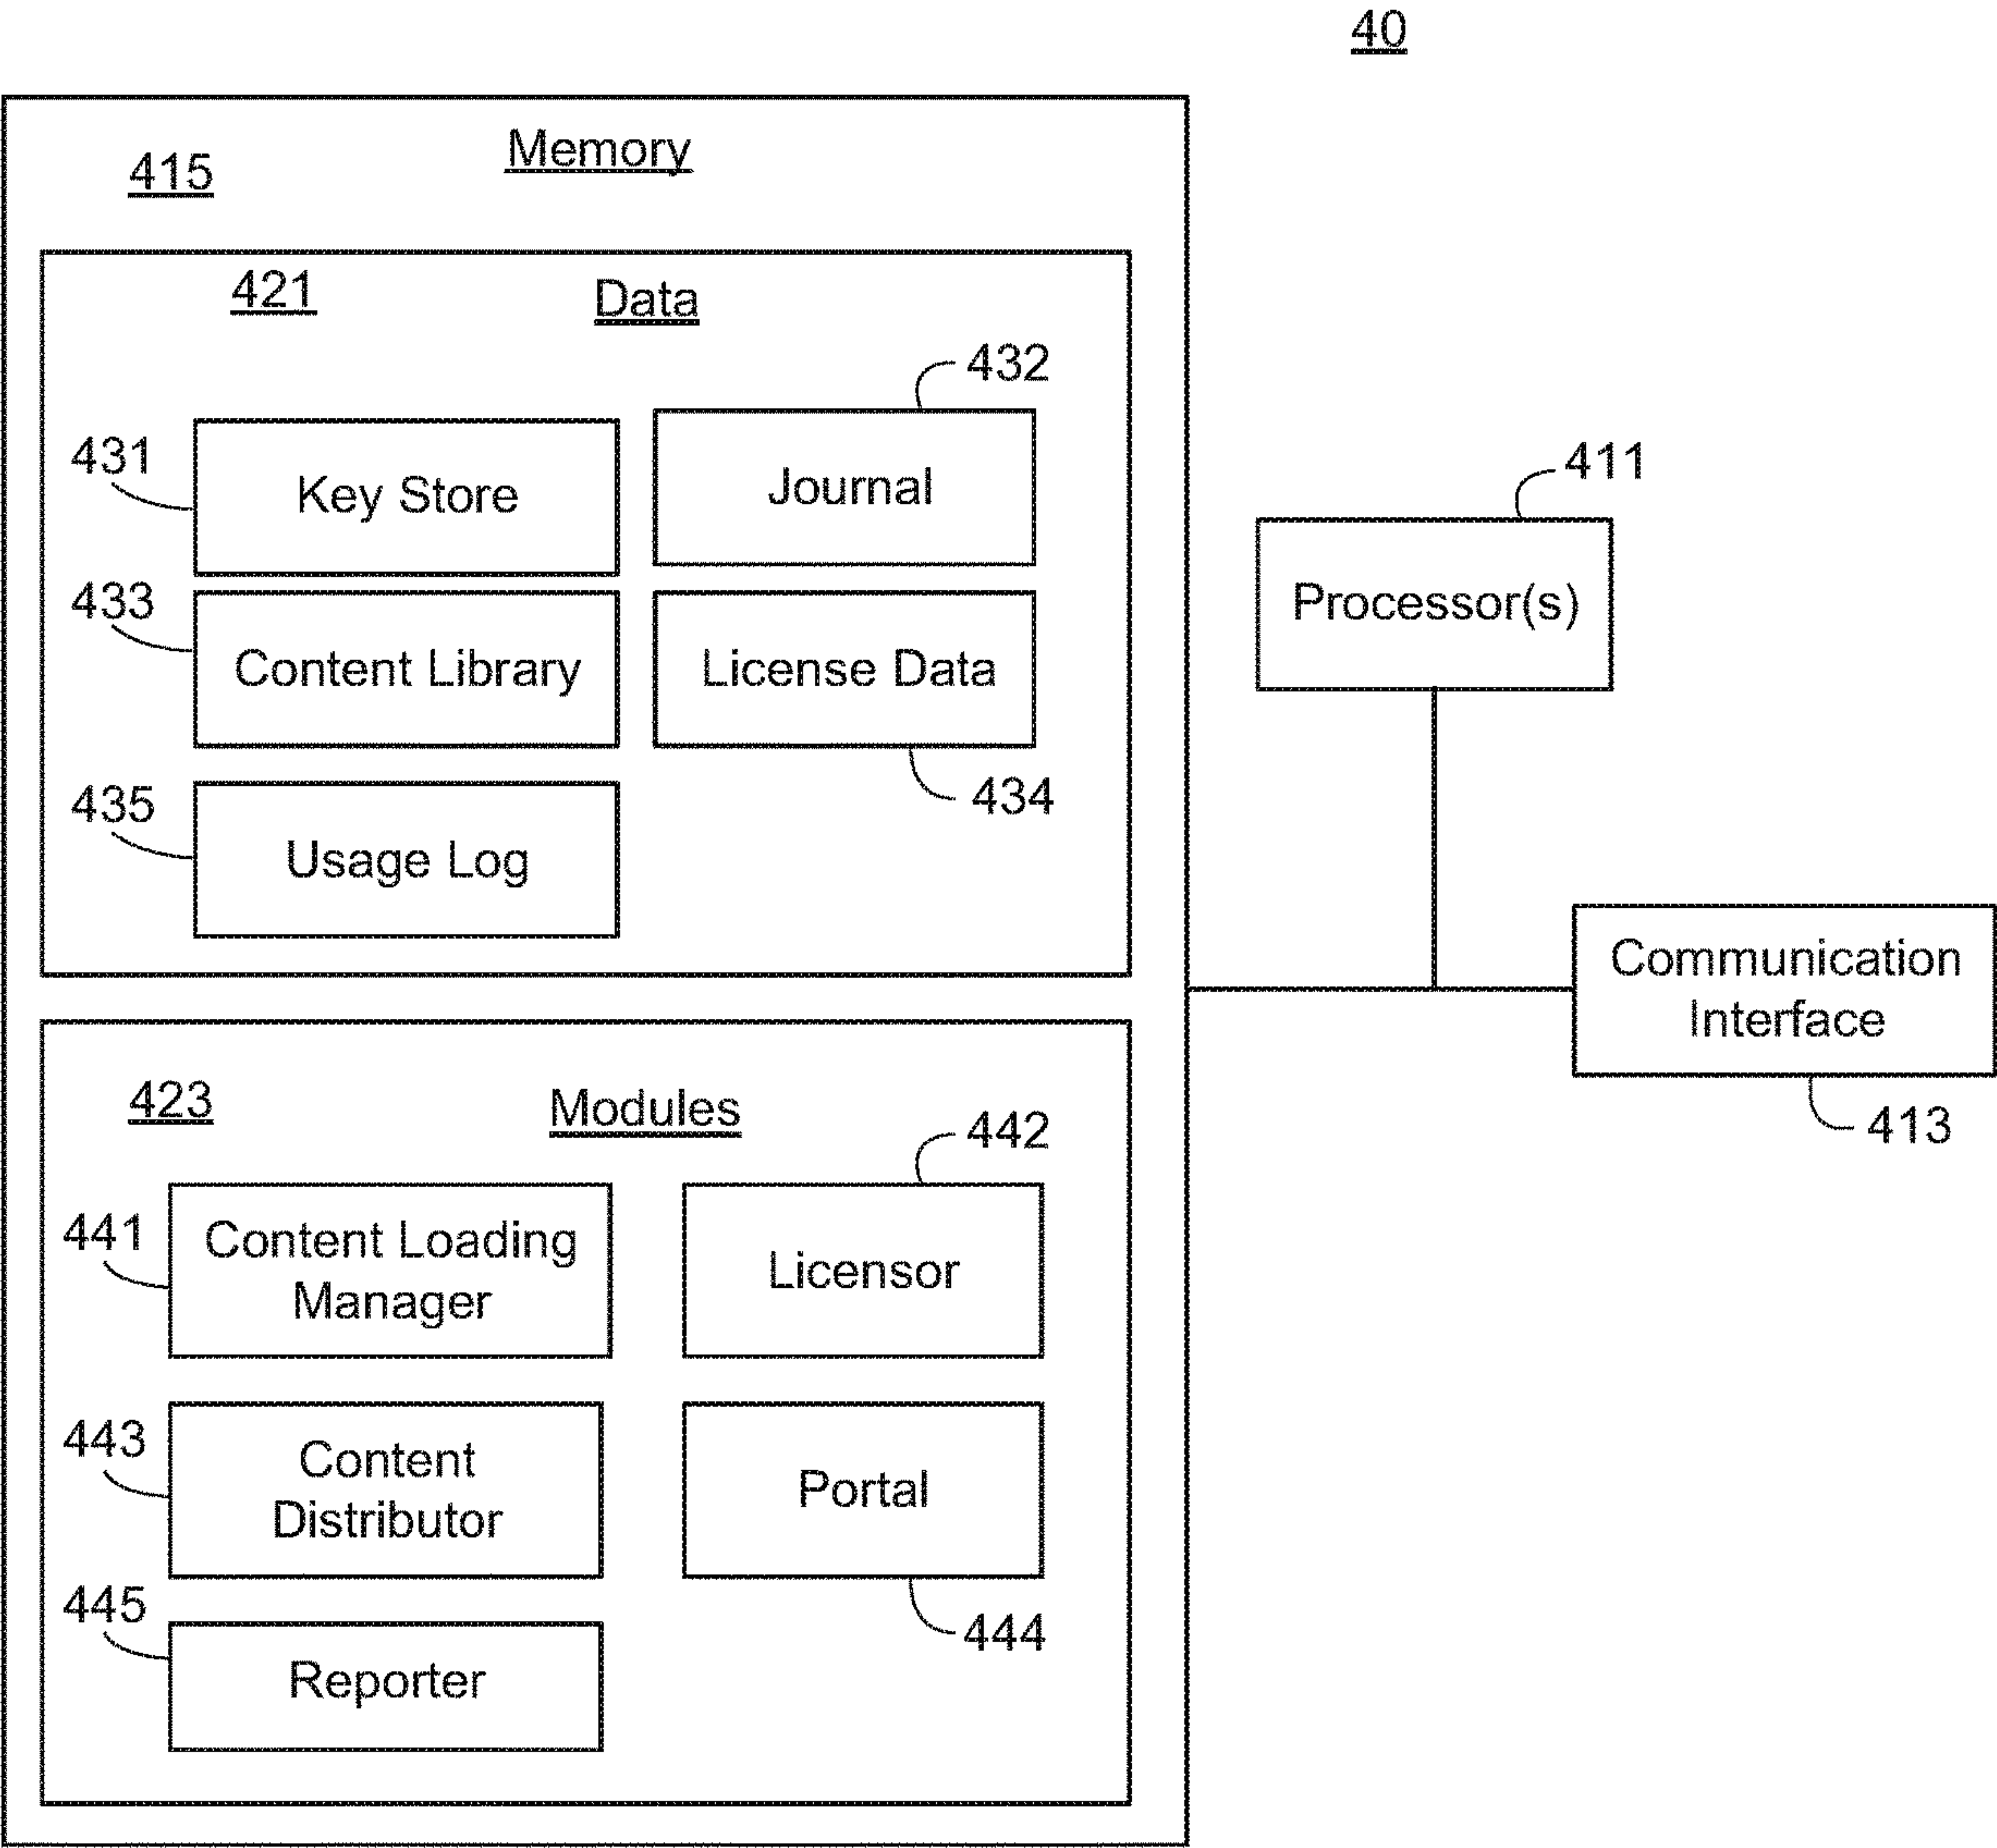 40
Memory
415
421
Data
432
431
Key Store
Journal
411
Processor(s)
433
Content Library
License Data
435
434
Usage Log
Communication
Interface
413
423
Modules
442
441
Content Loading
Manager
Licensor
443
Content
Distributor
Portal
445
444
Reporter